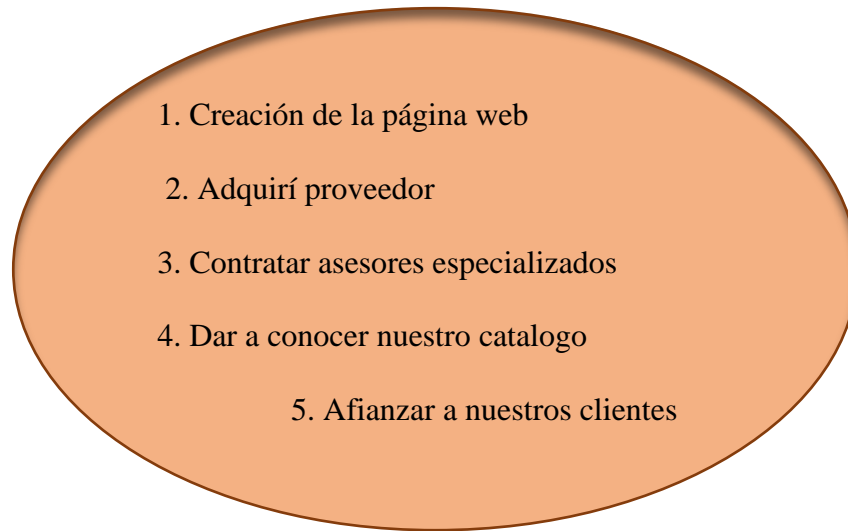 1. Creación de la página web
2. Adquirí proveedor
3. Contratar asesores especializados
4. Dar a conocer nuestro catalogo
5. Afianzar a nuestros clientes